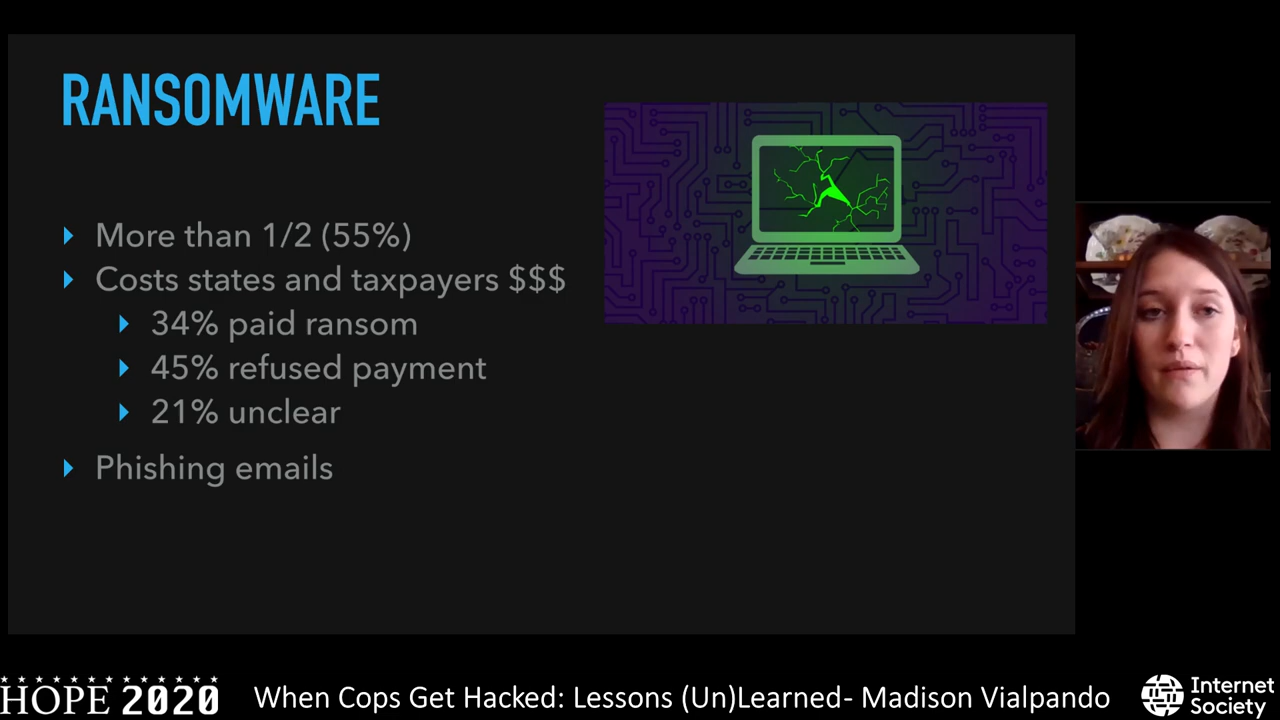 RANSOMWARE
More than 1/2 (55%)
Costs states and taxpayers $$$
34% paid ransom
45% refused payment
21% unclear
Phishing emails
HOPE 2020
When Cops Get Hacked: Lessons (Un)Learned- Madison Vialpando
Internet
Society